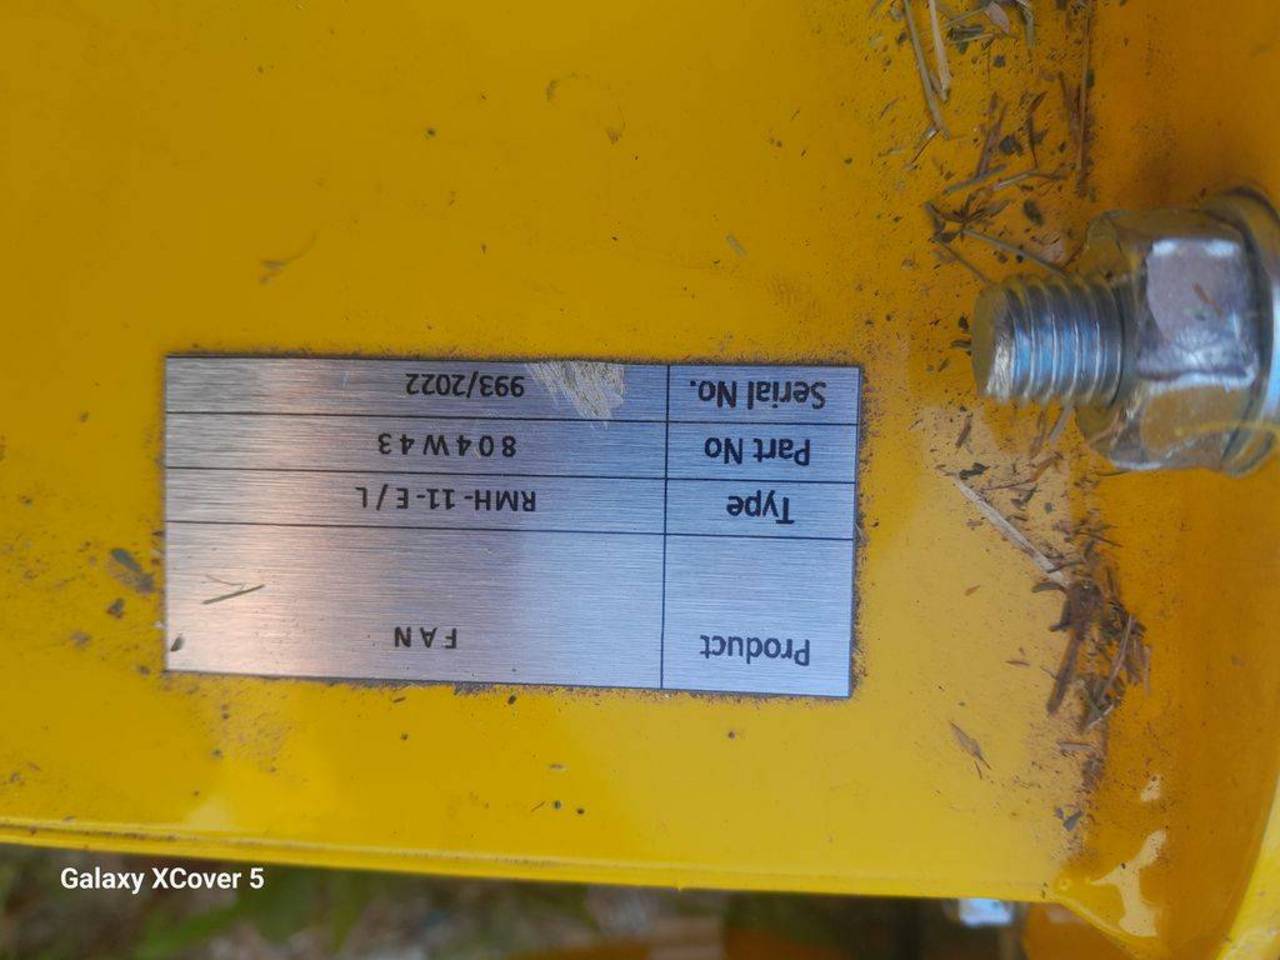 Product FAN
Type RMH-11-E/L
Part No 804W43
Serial No. 993/2022
Galaxy XCover 5